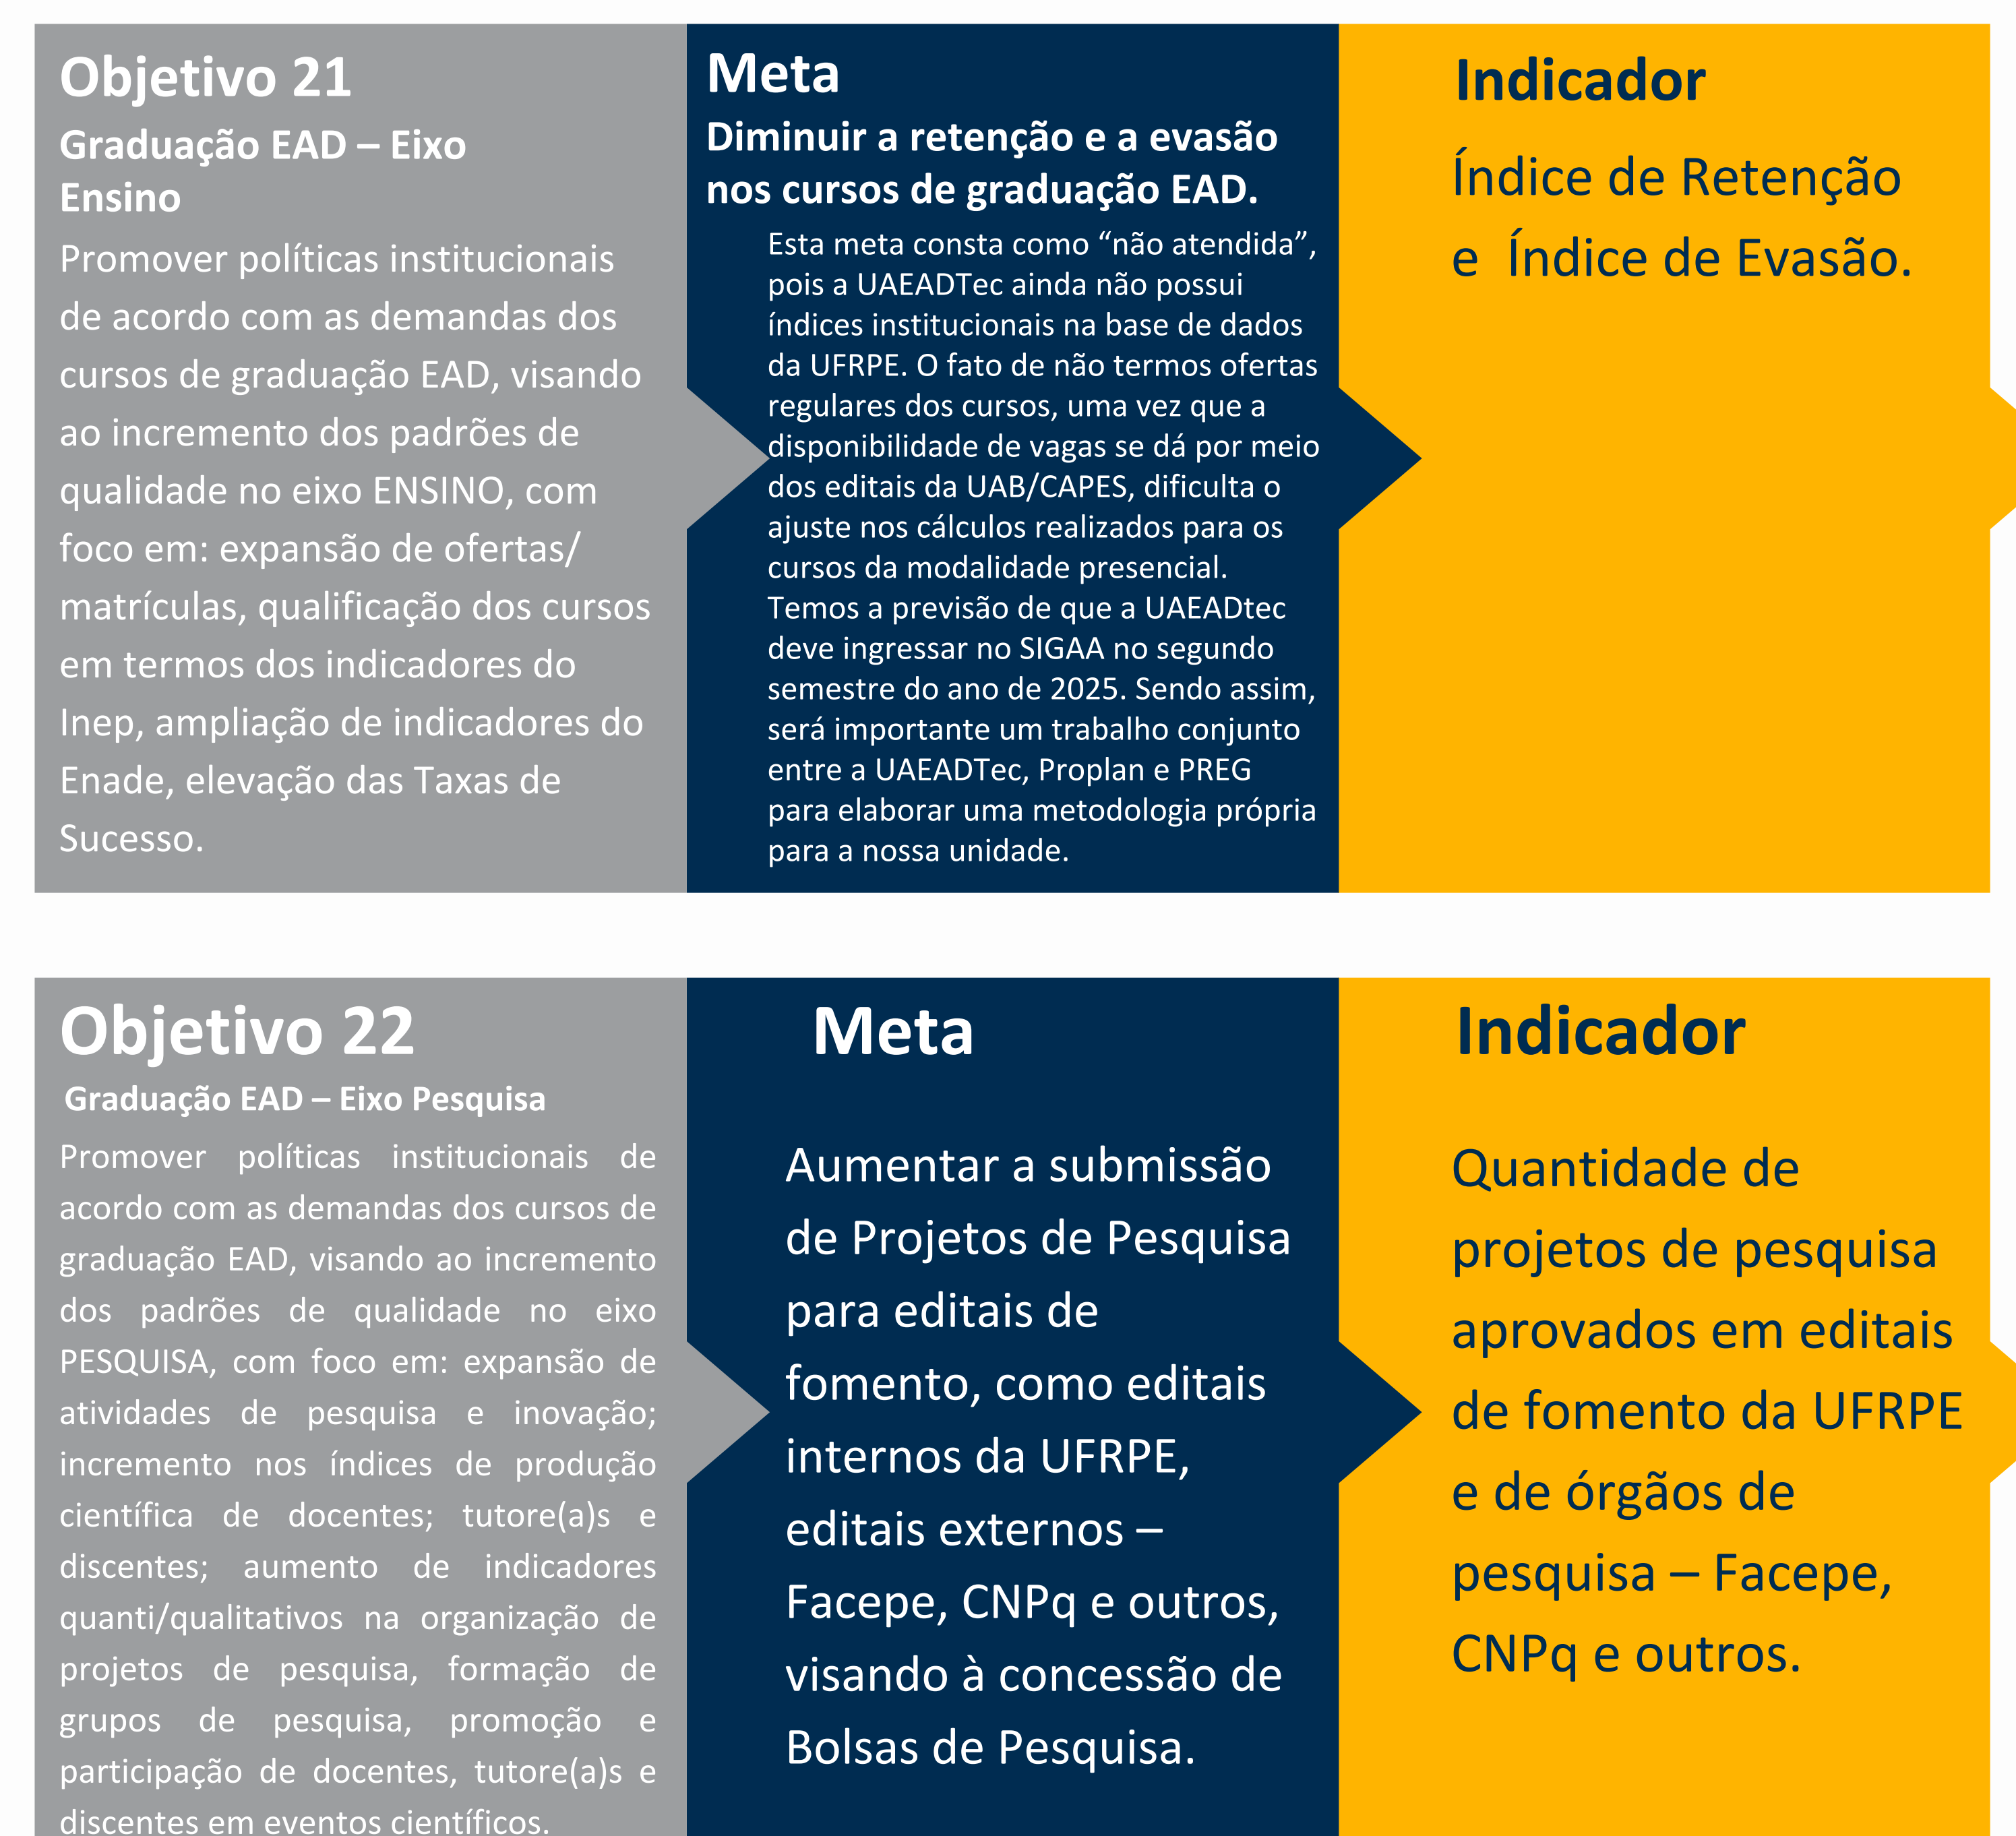 Objetivo 21
Graduação EAD – Eixo
Ensino
Promover políticas institucionais
de acordo com as demandas dos
cursos de graduação EAD, visando
ao incremento dos padrões de
qualidade no eixo ENSINO, com
foco em: expansão de ofertas/
matrículas, qualificação dos cursos
em termos dos indicadores do
Inep, ampliação de indicadores do
Enade, elevação das Taxas de
Sucesso.
Meta
Diminuir a retenção e a evasão
nos cursos de graduação EAD.
Esta meta consta como “não atendida”,
pois a UAEADTec ainda não possui
índices institucionais na base de dados
da UFRPE. O fato de não termos ofertas
regulares dos cursos, uma vez que a
disponibilidade de vagas se dá por meio
dos editais da UAB/CAPES, dificulta o
ajuste nos cálculos realizados para os
cursos da modalidade presencial.
Temos a previsão de que a UAEADtec
deve ingressar no SIGAA no segundo
semestre do ano de 2025. Sendo assim,
será importante um trabalho conjunto
entre a UAEADTec, Proplan e PREG
para elaborar uma metodologia própria
para a nossa unidade.
Indicador
Índice de Retenção
e Índice de Evasão.
Objetivo 22
Graduação EAD – Eixo Pesquisa
Promover políticas institucionais de
acordo com as demandas dos cursos de
graduação EAD, visando ao incremento
dos padrões de qualidade no eixo
PESQUISA, com foco em: expansão de
atividades de pesquisa e inovação;
incremento nos índices de produção
científica de docentes; tutore(a)s e
discentes; aumento de indicadores
quanti/qualitativos na organização de
projetos de pesquisa, formação de
grupos de pesquisa, promoção e
participação de docentes, tutore(a)s e
discentes em eventos científicos.
Meta
Aumentar a submissão
de Projetos de Pesquisa
para editais de
fomento, como editais
internos da UFRPE,
editais externos –
Facepe, CNPq e outros,
visando à concessão de
Bolsas de Pesquisa.
Indicador
Quantidade de
projetos de pesquisa
aprovados em editais
de fomento da UFRPE
e de órgãos de
pesquisa – Facepe,
CNPq e outros.